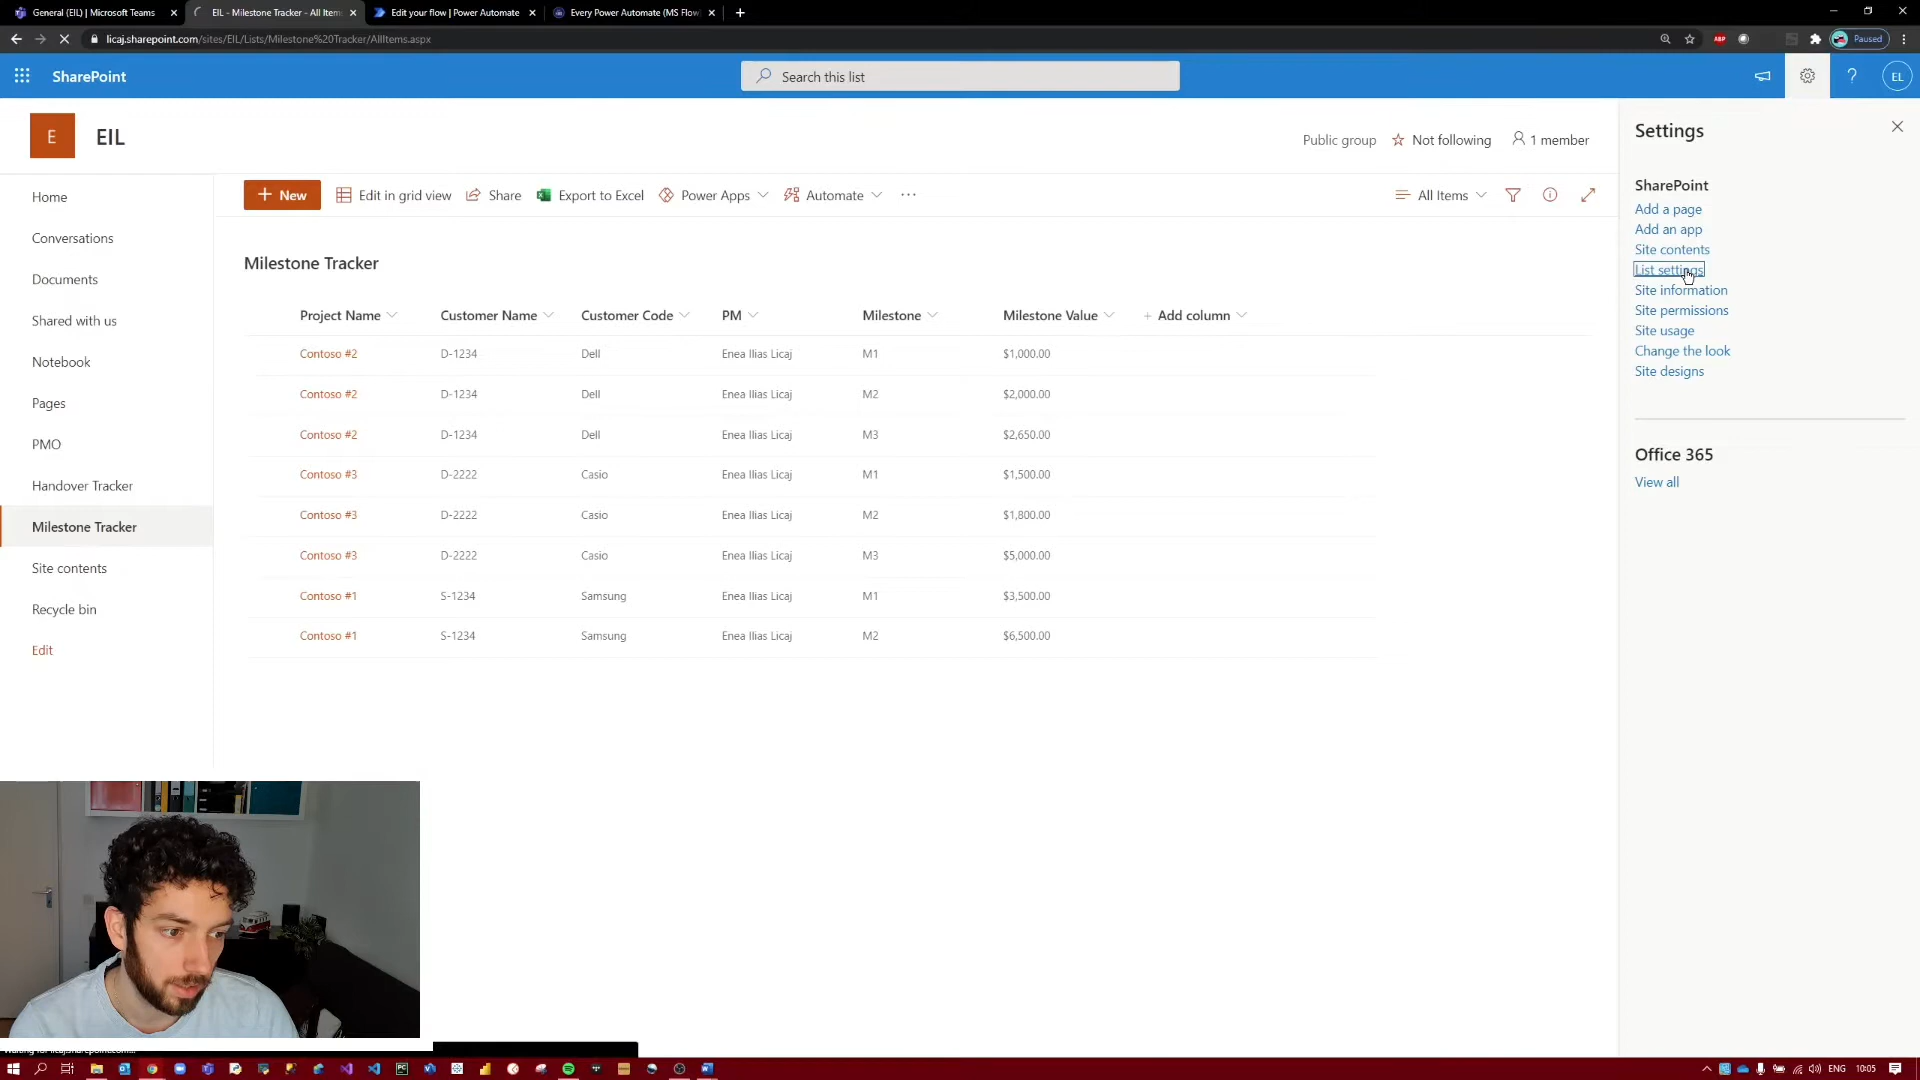 General (EIL) | Microsoft Teams
EIL - Milestone Tracker - All Item
Edit your flow | Power Automate
Every Power Automate (MS Flow
licaj.sharepoint.com/sites/EIL/Lists/Milestone%20Tracker/AllItems.aspx
ABP
Paused
SharePoint
Search this list
?
EL
E
EIL
Public group
Not following
1 member
Home
Conversations
Documents
Shared with us
Notebook
Pages
PMO
Handover Tracker
Milestone Tracker
Site contents
Recycle bin
Edit
+ New
Edit in grid view
Share
Export to Excel
Power Apps
Automate
...
All Items
Milestone Tracker
Project Name Customer Name Customer Code PM Milestone Milestone Value + Add column
Contoso #2 D-1234 Dell Enea Ilias Licaj M1 $1,000.00
Contoso #2 D-1234 Dell Enea Ilias Licaj M2 $2,000.00
Contoso #2 D-1234 Dell Enea Ilias Licaj M3 $2,650.00
Contoso #3 D-2222 Casio Enea Ilias Licaj M1 $1,500.00
Contoso #3 D-2222 Casio Enea Ilias Licaj M2 $1,800.00
Contoso #3 D-2222 Casio Enea Ilias Licaj M3 $5,000.00
Contoso #1 S-1234 Samsung Enea Ilias Licaj M1 $3,500.00
Contoso #1 S-1234 Samsung Enea Ilias Licaj M2 $6,500.00
Settings
SharePoint
Add a page
Add an app
Site contents
List settings
Site information
Site permissions
Site usage
Change the look
Site designs
Office 365
View all
ENG
10:05